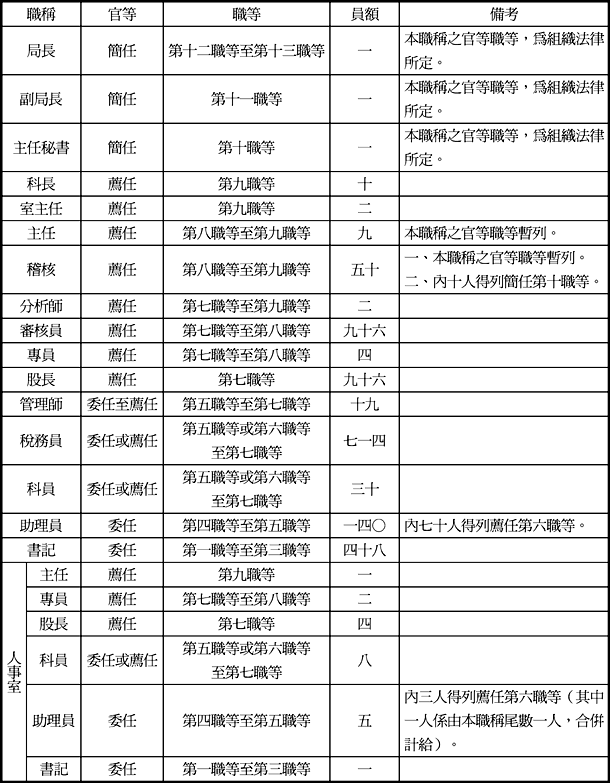 職稱 官等 職等 員額 備考
局長 簡任 第十二職等至第十三職等 一 本職稱之官等職等，爲組織法律
所定。
副局長 簡任 第十一職等 一 本職稱之官等職等，爲組織法律
所定。
主任秘書 簡任 第十職等 一 本職稱之官等職等，爲組織法律
所定。
科長 薦任 第九職等 十
室主任 薦任 第九職等 二
主任 薦任 第八職等至第九職等 九 本職稱之官等職等暫列。
稽核 薦任 第八職等至第九職等 五十 一、本職稱之官等職等暫列。
二、內十人得列簡任第十職等。
分析師 薦任 第七職等至第九職等 二
審核員 薦任 第七職等至第八職等 九十六
專員 薦任 第七職等至第八職等 四
股長 薦任 第七職等 九十六
管理師 委任至薦任 第五職等至第七職等 十九
稅務員 委任或薦任 第五職等或第六職等
至第七職等 七一四
科員 委任或薦任 第五職等或第六職等
至第七職等 三十
助理員 委任 第四職等至第五職等 一四〇 內七十人得列薦任第六職等。
書記 委任 第一職等至第三職等 四十八
人事室
主任 薦任 第九職等 一
專員 薦任 第七職等至第八職等 二
股長 薦任 第七職等 四
科員 委任或薦任 第五職等或第六職等
至第七職等 八
助理員 委任 第四職等至第五職等 五 內三人得列薦任第六職等（其中
一人係由本職稱尾數一人，合併
計給）。
書記 委任 第一職等至第三職等 一